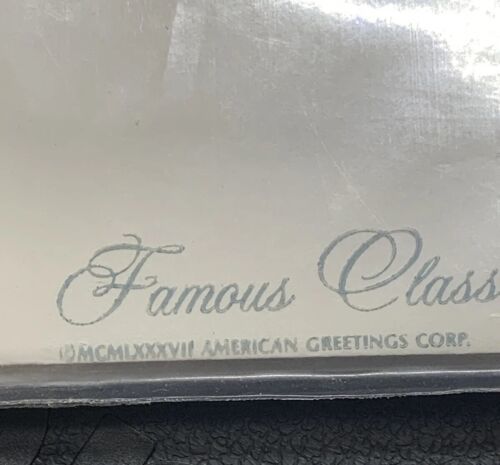 Famous Class
©MCMLXXXVII AMERICAN GREETINGS CORP.